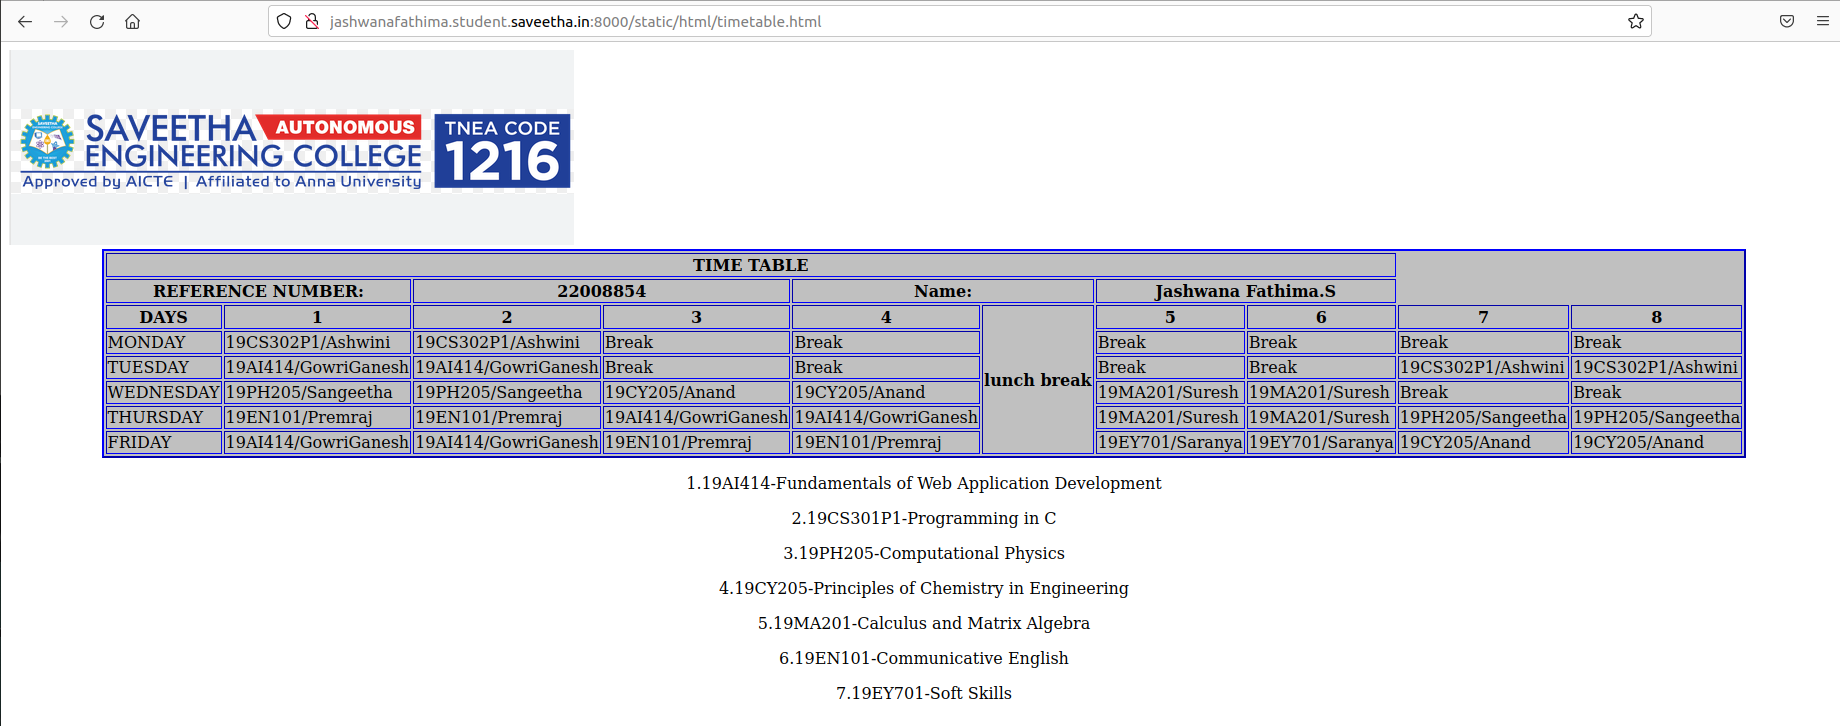 jashwanafathima.student.saveetha.in:8000/static/html/timetable.html
SAVEETHA AUTONOMOUS
ENGINEERING COLLEGE
Approved by AICTE | Affiliated to Anna University
TNEA CODE
1216
TIME TABLE
REFERENCE NUMBER: 22008854 Name: Jashwana Fathima.S
DAYS 1 2 3 4 lunch break 5 6 7 8
MONDAY 19CS302P1/Ashwini 19CS302P1/Ashwini Break Break Break Break Break Break
TUESDAY 19AI414/GowriGanesh 19AI414/GowriGanesh Break Break Break Break 19CS302P1/Ashwini 19CS302P1/Ashwini
WEDNESDAY 19PH205/Sangeetha 19PH205/Sangeetha 19CY205/Anand 19CY205/Anand 19MA201/Suresh 19MA201/Suresh Break Break
THURSDAY 19EN101/Premraj 19EN101/Premraj 19AI414/GowriGanesh 19AI414/GowriGanesh 19MA201/Suresh 19MA201/Suresh 19PH205/Sangeetha 19PH205/Sangeetha
FRIDAY 19AI414/GowriGanesh 19AI414/GowriGanesh 19EN101/Premraj 19EN101/Premraj 19EY701/Saranya 19EY701/Saranya 19CY205/Anand 19CY205/Anand
1.19AI414-Fundamentals of Web Application Development
2.19CS301P1-Programming in C
3.19PH205-Computational Physics
4.19CY205-Principles of Chemistry in Engineering
5.19MA201-Calculus and Matrix Algebra
6.19EN101-Communicative English
7.19EY701-Soft Skills